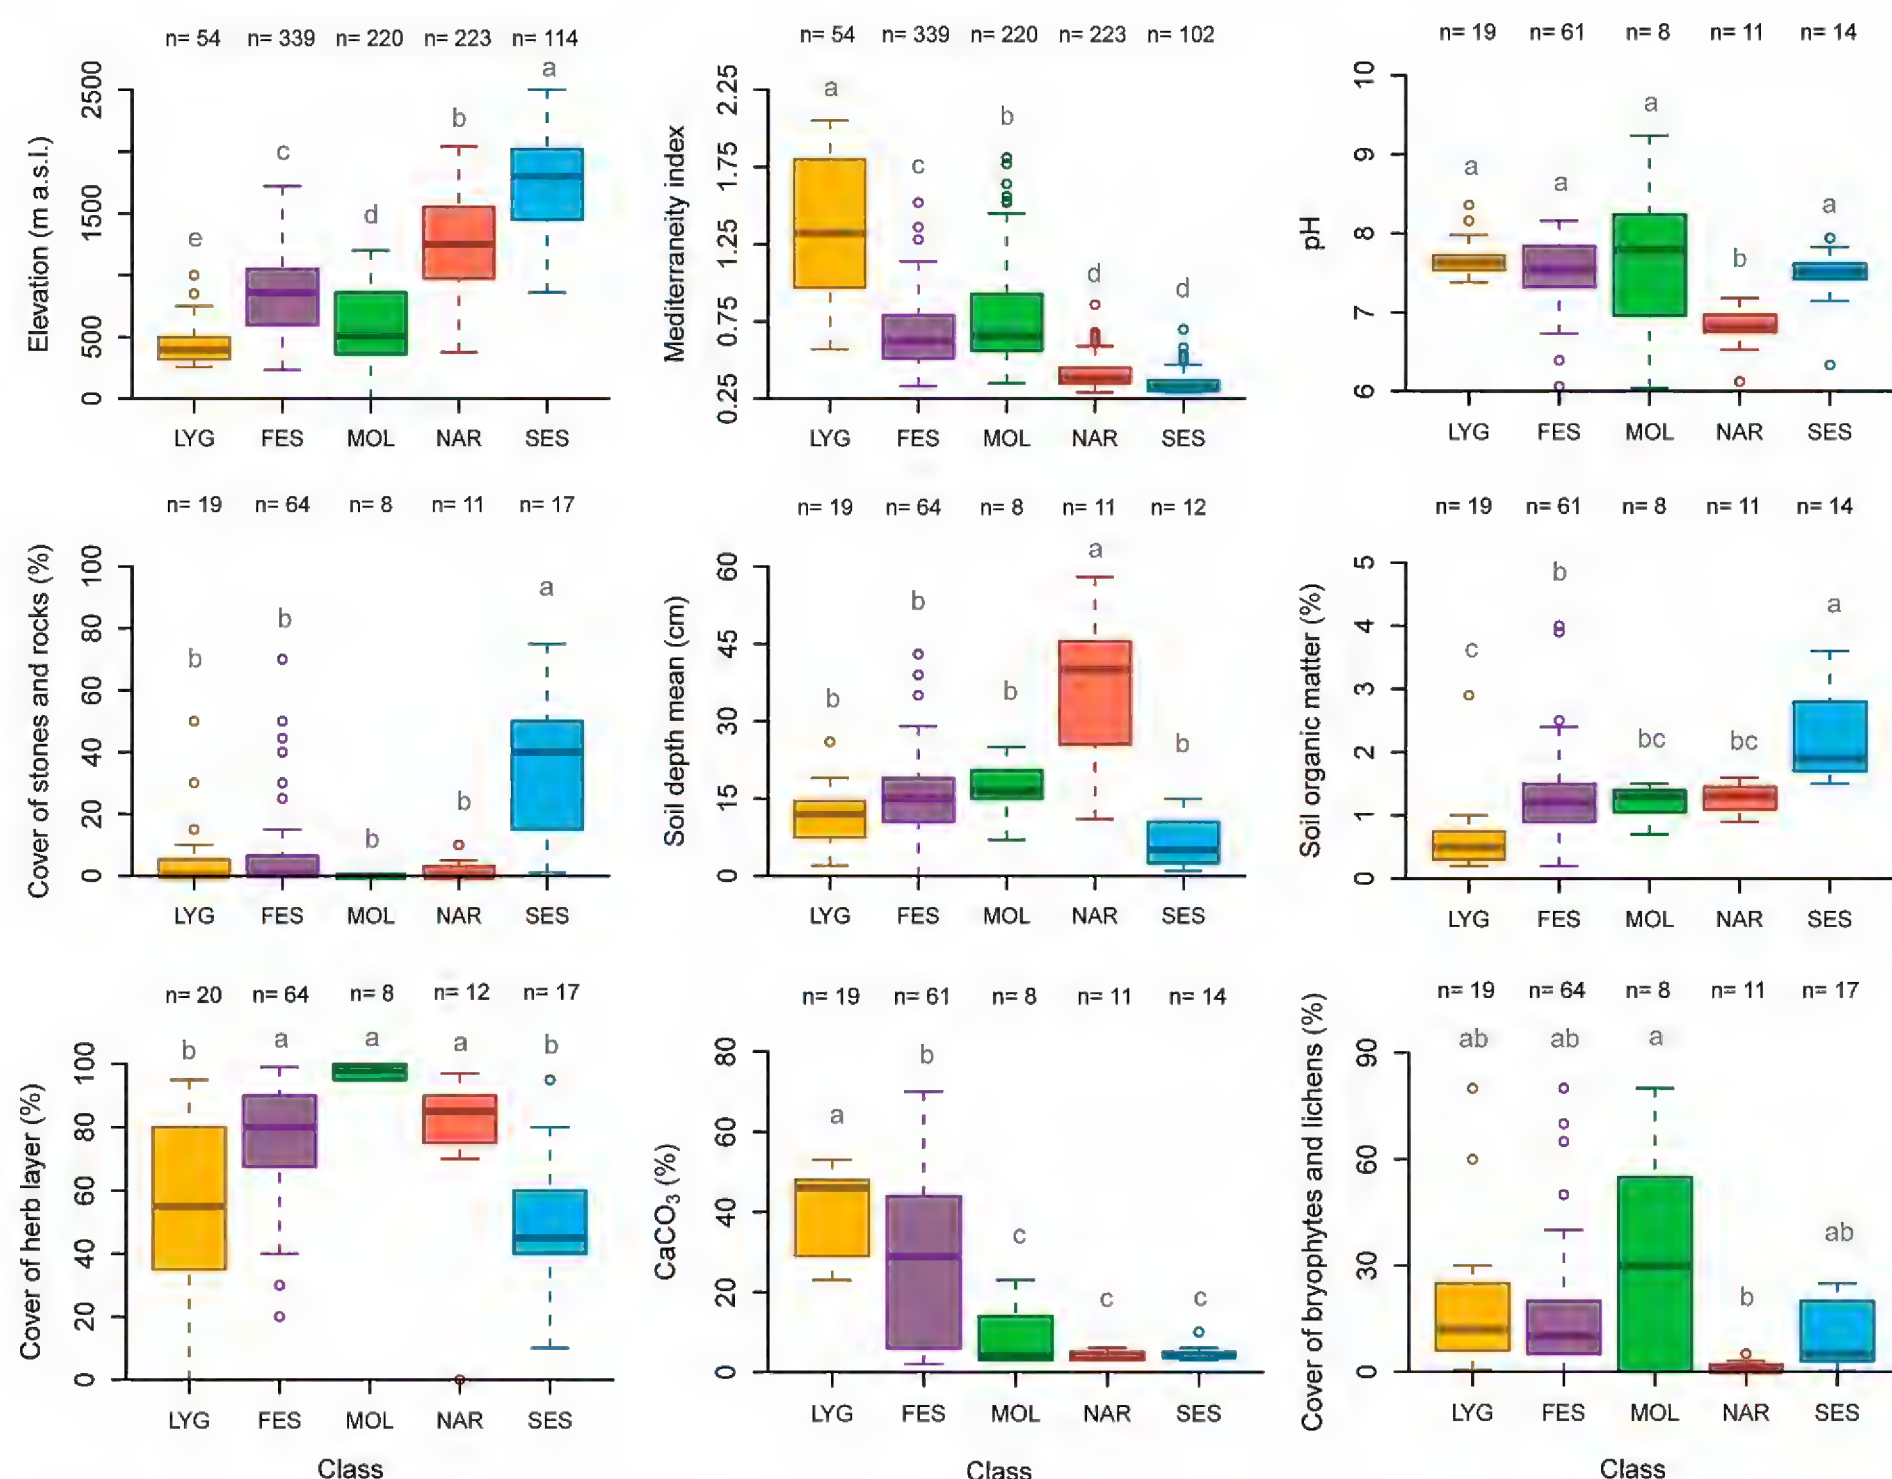 n= 54 n= 339 n= 220 n= 223 n= 114
Elevation (m a.s.l.)
2500
1500
500
0
e c d b a
LYG FES MOL NAR SES
n= 54 n= 339 n= 220 n= 223 n= 102
Mediterraneity index
2.25
1.75
1.25
0.75
0.25
a c b d d
LYG FES MOL NAR SES
n= 19 n= 61 n= 8 n= 11 n= 14
pH
10
9
8
7
6
a a a b a
LYG FES MOL NAR SES
n= 19 n= 64 n= 8 n= 11 n= 17
Cover of stones and rocks (%)
100
80
60
40
20
0
b b b b a
LYG FES MOL NAR SES
n= 19 n= 64 n= 8 n= 11 n= 12
Soil depth mean (cm)
60
45
30
15
0
b b b a b
LYG FES MOL NAR SES
n= 19 n= 61 n= 8 n= 11 n= 14
Soil organic matter (%)
5
4
3
2
1
0
c b bc bc a
LYG FES MOL NAR SES
n= 20 n= 64 n= 8 n= 12 n= 17
Cover of herb layer (%)
100
80
60
40
20
0
b a a a b
LYG FES MOL NAR SES
Class
n= 19 n= 61 n= 8 n= 11 n= 14
CaCO₃ (%)
80
60
40
20
0
a b c c c
LYG FES MOL NAR SES
Class
n= 19 n= 64 n= 8 n= 11 n= 17
Cover of bryophytes and lichens (%)
90
60
30
0
ab ab a b ab
LYG FES MOL NAR SES
Class